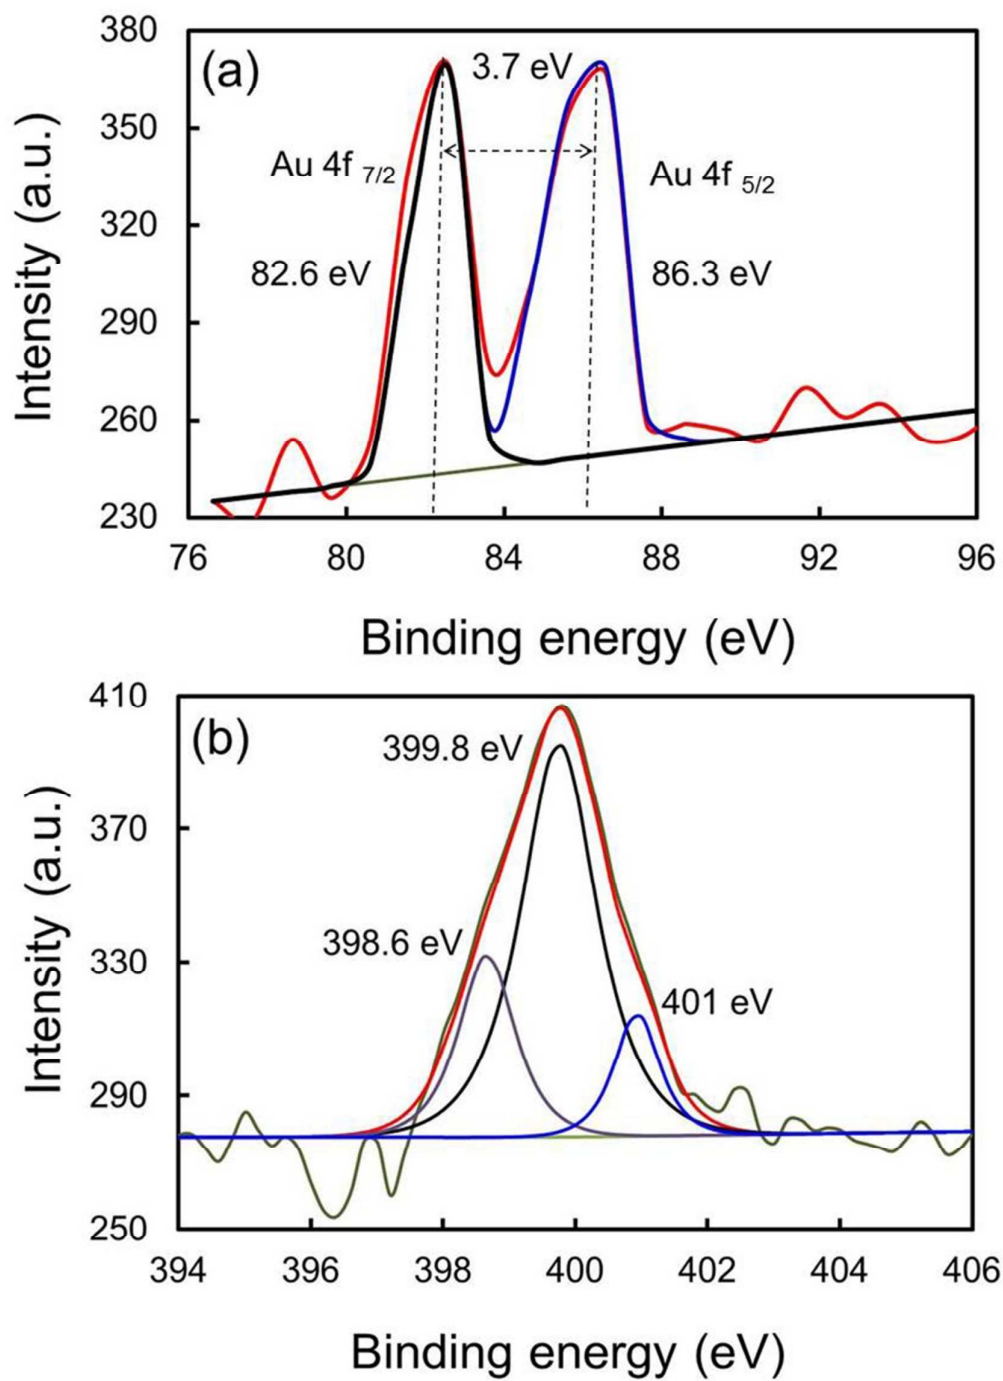 380
(a)
3.7 eV
350
Au 4f 7/2
Au 4f 5/2
320
82.6 eV
86.3 eV
290
260
230
76 80 84 88 92 96
Intensity (a.u.)
Binding energy (eV)
410
(b)
399.8 eV
370
398.6 eV
330
401 eV
290
250
394 396 398 400 402 404 406
Intensity (a.u.)
Binding energy (eV)